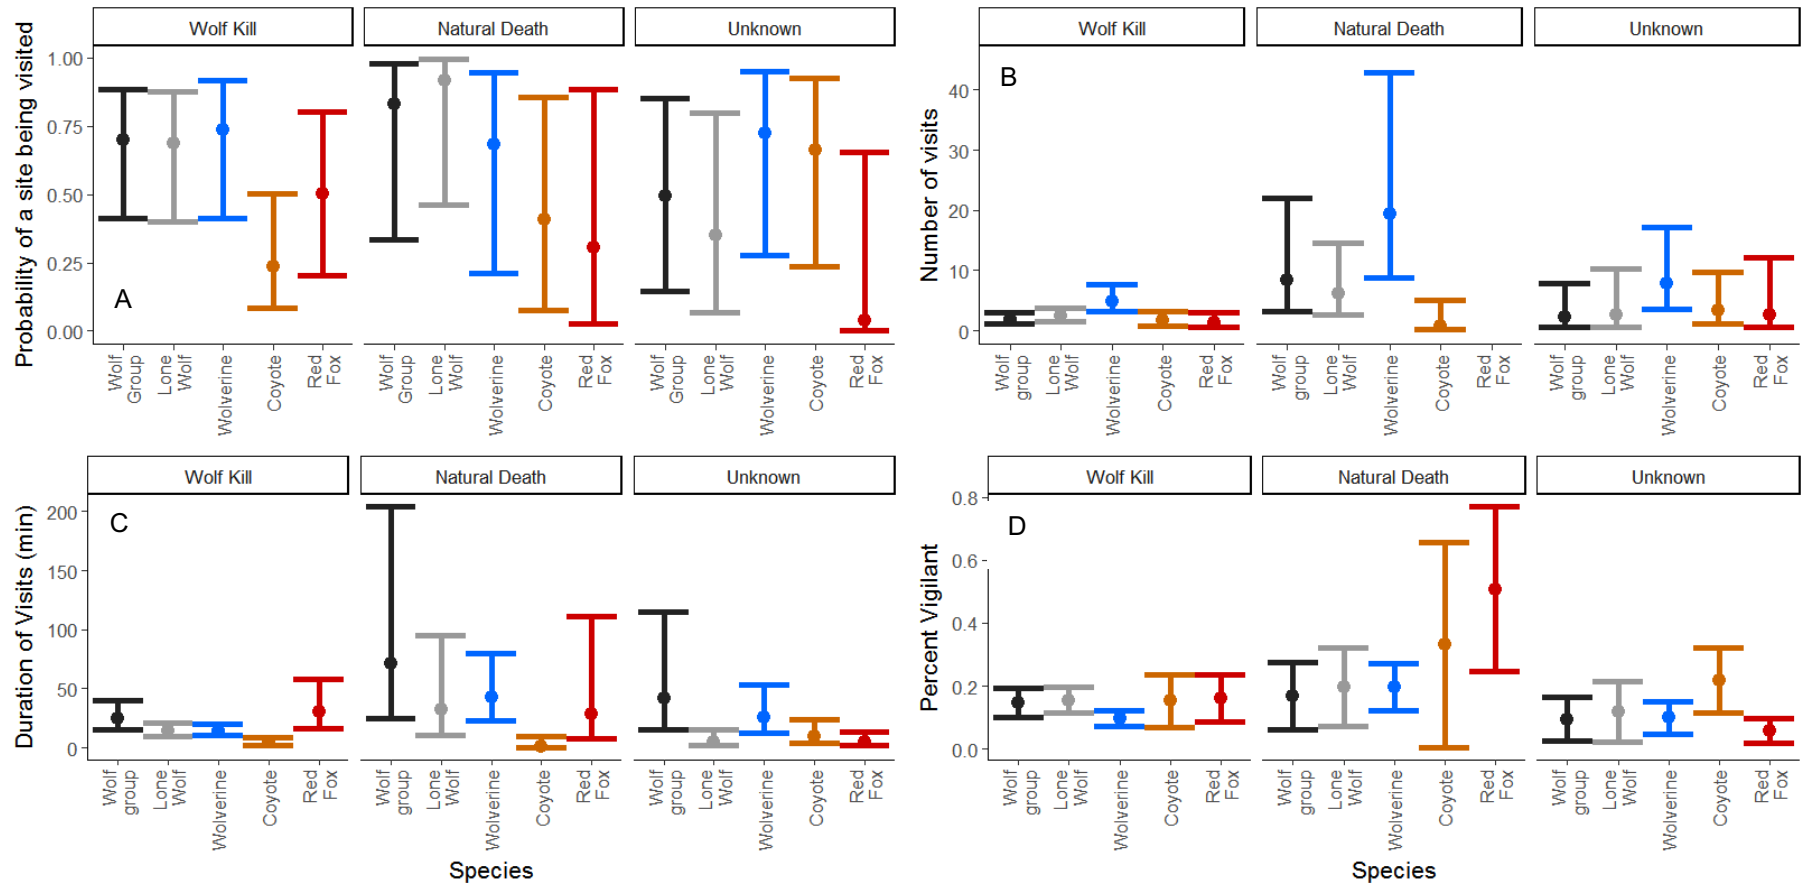 Wolf Kill
Natural Death
Unknown
Probability of a site being visited
1.00
0.75
0.50
0.25
0.00
A
Wolf
Group
Lone
Wolf
Wolverine
Coyote
Red
Fox
Wolf
Group
Lone
Wolf
Wolverine
Coyote
Red
Fox
Wolf
Group
Lone
Wolf
Wolverine
Coyote
Red
Fox
Wolf Kill
Natural Death
Unknown
Number of visits
40
30
20
10
0
B
Wolf
group
Lone
Wolf
Wolverine
Coyote
Red
Fox
Wolf
group
Lone
Wolf
Wolverine
Coyote
Red
Fox
Wolf
group
Lone
Wolf
Wolverine
Coyote
Red
Fox
Wolf Kill
Natural Death
Unknown
Duration of Visits (min)
200
150
100
50
0
C
Wolf
group
Lone
Wolf
Wolverine
Coyote
Red
Fox
Wolf
group
Lone
Wolf
Wolverine
Coyote
Red
Fox
Wolf
group
Lone
Wolf
Wolverine
Coyote
Red
Fox
Species
Wolf Kill
Natural Death
Unknown
Percent Vigilant
0.8
0.6
0.4
0.2
0.0
D
Wolf
group
Lone
Wolf
Wolverine
Coyote
Red
Fox
Wolf
group
Lone
Wolf
Wolverine
Coyote
Red
Fox
Wolf
group
Lone
Wolf
Wolverine
Coyote
Red
Fox
Species